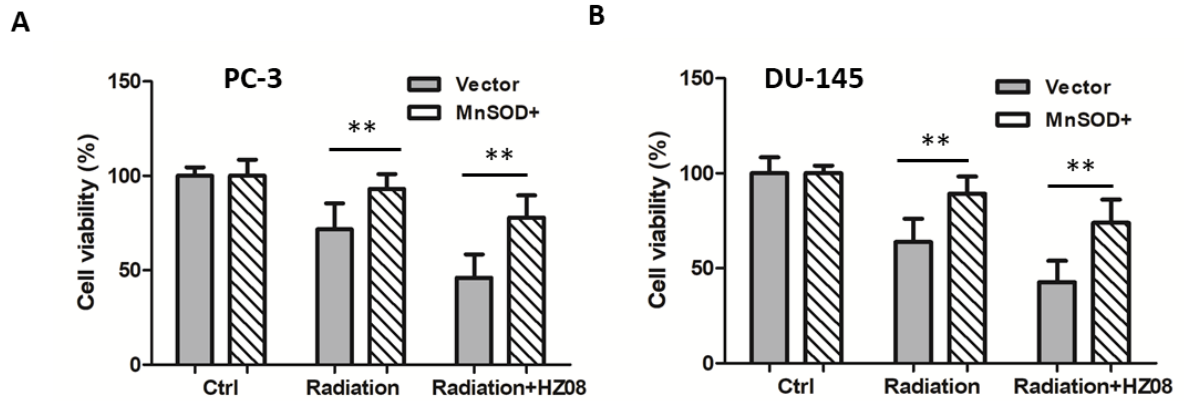 A
PC-3
Vector
MnSOD+
**
**
Cell viability (%)
150
100
50
0
Ctrl
Radiation
Radiation+HZ08
B
DU-145
Vector
MnSOD+
**
**
Cell viability (%)
150
100
50
0
Ctrl
Radiation
Radiation+HZ08